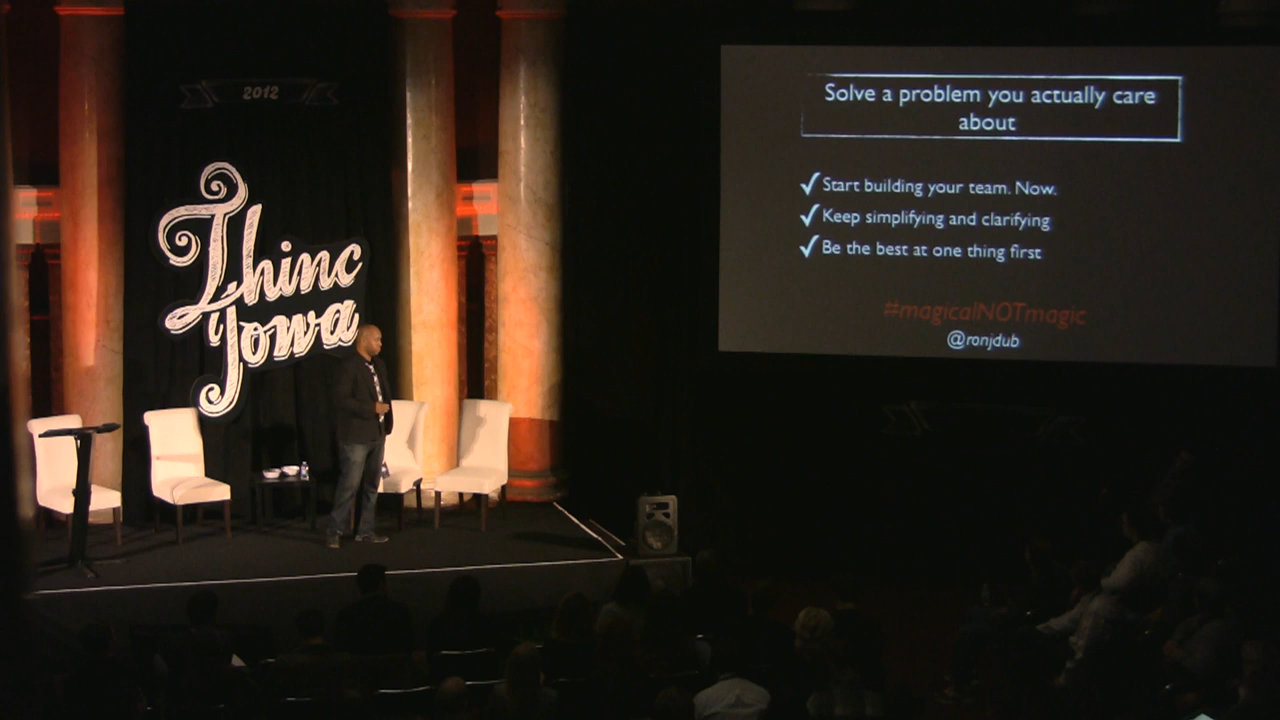 2012
Thinc
Iowa
Solve a problem you actually care
about
✓ Start building your team. Now.
✓ Keep simplifying and clarifying
✓ Be the best at one thing first
#magicalNOTmagic
@ronjdub